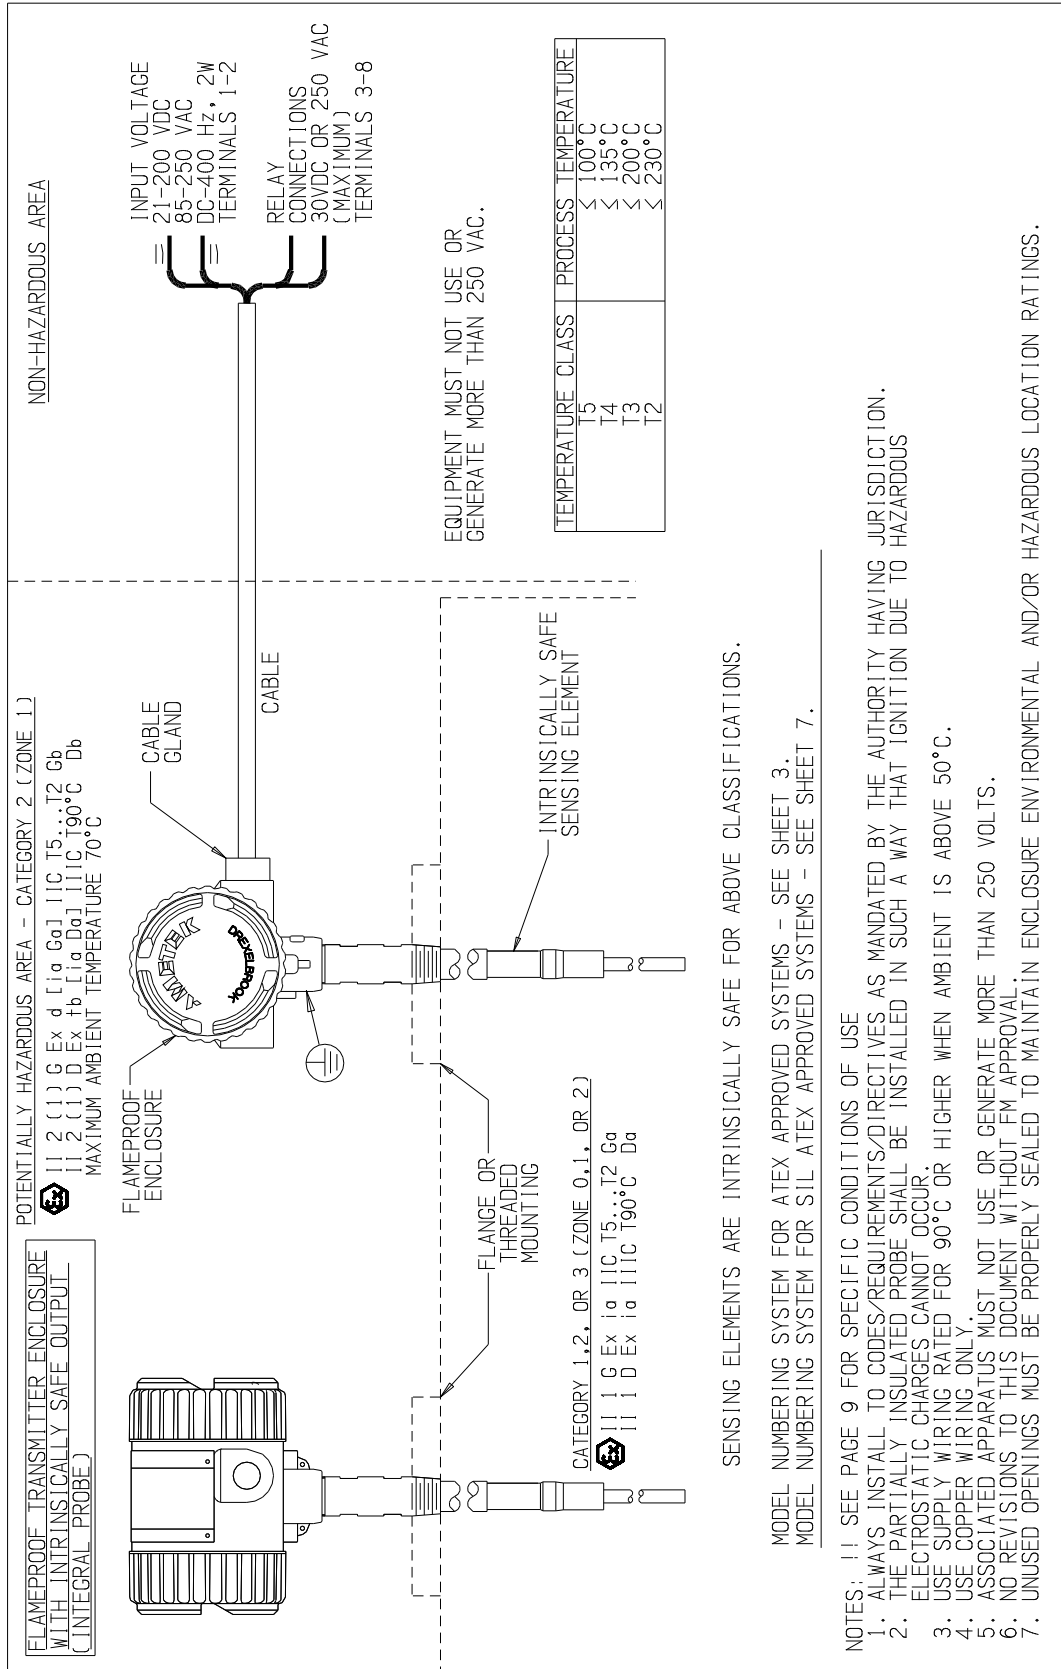 FLAMEPROOF TRANSMITTER ENCLOSURE
WITH INTRINSICALLY SAFE OUTPUT
(INTEGRAL PROBE)
POTENTIALLY HAZARDOUS AREA - CATEGORY 2 (ZONE 1)
Ex II 2 (1) G Ex d [ia Ga] IIC T5...T2 Gb
II 2 (1) D Ex tb [ia Da] IIIC T90°C Db
MAXIMUM AMBIENT TEMPERATURE 70°C
FLAMEPROOF
ENCLOSURE
CABLE
GLAND
CABLE
AMETEK
DREXELBROOK
NON-HAZARDOUS AREA
INPUT VOLTAGE
21-200 VDC
85-250 VAC
DC-400 Hz, 2W
TERMINALS 1-2
RELAY
CONNECTIONS
30VDC OR 250 VAC
(MAXIMUM)
TERMINALS 3-8
EQUIPMENT MUST NOT USE OR
GENERATE MORE THAN 250 VAC.
FLANGE OR
THREADED
MOUNTING
INTRINSICALLY SAFE
SENSING ELEMENT
TEMPERATURE CLASS PROCESS TEMPERATURE
T5 ≤ 100°C
T4 ≤ 135°C
T3 ≤ 200°C
T2 ≤ 230°C
CATEGORY 1,2, OR 3 (ZONE 0,1, OR 2)
Ex II 1 G Ex ia IIC T5...T2 Ga
II 1 D Ex ia IIIC T90°C Da
SENSING ELEMENTS ARE INTRINSICALLY SAFE FOR ABOVE CLASSIFICATIONS.
MODEL NUMBERING SYSTEM FOR ATEX APPROVED SYSTEMS - SEE SHEET 3.
MODEL NUMBERING SYSTEM FOR SIL ATEX APPROVED SYSTEMS - SEE SHEET 7.
NOTES: !! SEE PAGE 9 FOR SPECIFIC CONDITIONS OF USE
1. ALWAYS INSTALL TO CODES/REQUIREMENTS/DIRECTIVES AS MANDATED BY THE AUTHORITY HAVING JURISDICTION.
2. THE PARTIALLY INSULATED PROBE SHALL BE INSTALLED IN SUCH A WAY THAT IGNITION DUE TO HAZARDOUS
ELECTROSTATIC CHARGES CANNOT OCCUR.
3. USE SUPPLY WIRING RATED FOR 90°C OR HIGHER WHEN AMBIENT IS ABOVE 50°C.
4. USE COPPER WIRING ONLY.
5. ASSOCIATED APPARATUS MUST NOT USE OR GENERATE MORE THAN 250 VOLTS.
6. NO REVISIONS TO THIS DOCUMENT WITHOUT FM APPROVAL.
7. UNUSED OPENINGS MUST BE PROPERLY SEALED TO MAINTAIN ENCLOSURE ENVIRONMENTAL AND/OR HAZARDOUS LOCATION RATINGS.